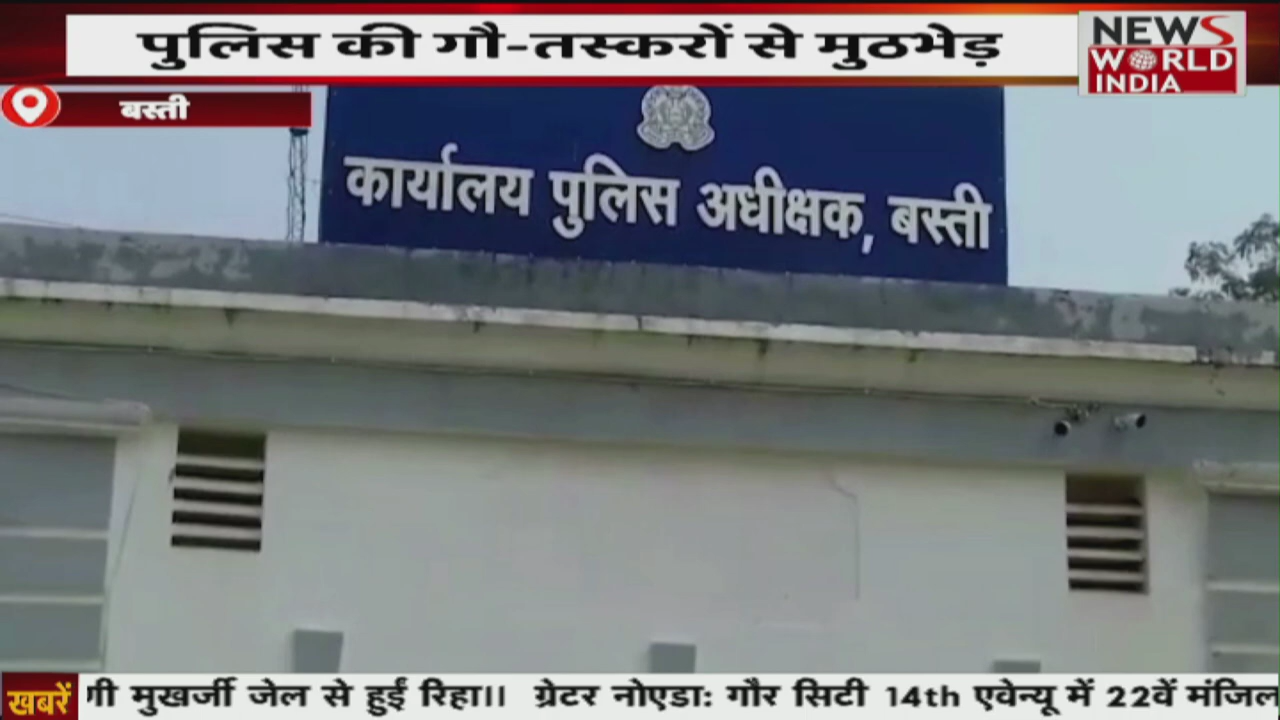 पुलिस की गौ-तस्करों से मुठभेड़
NEWS
WORLD
INDIA
बस्ती
कार्यालय पुलिस अधीक्षक, बस्ती
खबरें
मुखर्जी जेल से हुईं रिहा।। ग्रेटर नोएडा: गौर सिटी 14th एवेन्यू में 22वें मंजिल